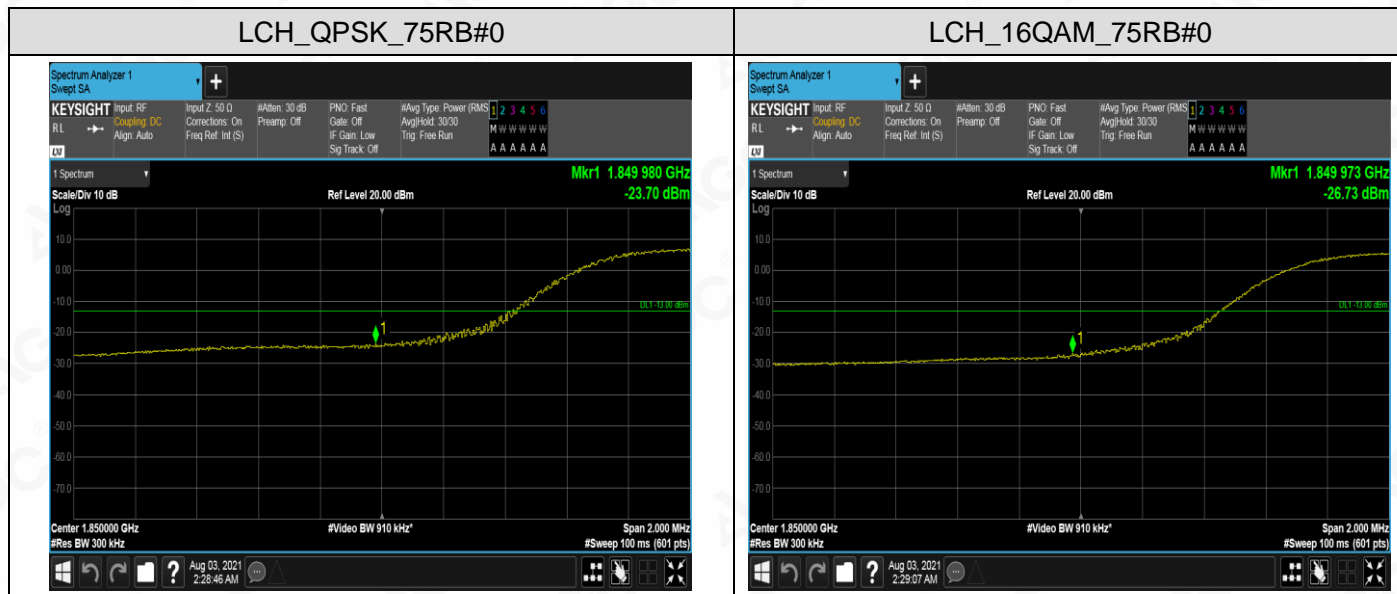 LCH_QPSK_75RB#0
Spectrum Analyzer 1
Swept SA
KEYSIGHT
RL
LXI
Input: RF
Coupling: DC
Align: Auto
Input Z: 50 Ω
Corrections: On
Freq Ref: Int (S)
#Atten: 30 dB
Preamp: Off
PNO: Fast
Gate: Off
IF Gain: Low
Sig Track: Off
#Avg Type: Power (RMS
Avg|Hold: 30/30
Trig: Free Run
1 2 3 4 5 6
M W W W W W
A A A A A A
1 Spectrum
Mkr1 1.849 980 GHz
Scale/Div 10 dB
Ref Level 20.00 dBm
-23.70 dBm
Log
10.0
0.00
-10.0
DL1 -13.00 dBm
1
-20.0
-30.0
-40.0
-50.0
-60.0
-70.0
Center 1.850000 GHz
#Video BW 910 kHz*
Span 2.000 MHz
#Res BW 300 kHz
#Sweep 100 ms (601 pts)
?
Aug 03, 2021
2:28:46 AM
LCH_16QAM_75RB#0
Spectrum Analyzer 1
Swept SA
KEYSIGHT
RL
LXI
Input: RF
Coupling: DC
Align: Auto
Input Z: 50 Ω
Corrections: On
Freq Ref: Int (S)
#Atten: 30 dB
Preamp: Off
PNO: Fast
Gate: Off
IF Gain: Low
Sig Track: Off
#Avg Type: Power (RMS
Avg|Hold: 30/30
Trig: Free Run
1 2 3 4 5 6
M W W W W W
A A A A A A
1 Spectrum
Mkr1 1.849 973 GHz
Scale/Div 10 dB
Ref Level 20.00 dBm
-26.73 dBm
Log
10.0
0.00
-10.0
DL1 -13.00 dBm
-20.0
1
-30.0
-40.0
-50.0
-60.0
-70.0
Center 1.850000 GHz
#Video BW 910 kHz*
Span 2.000 MHz
#Res BW 300 kHz
#Sweep 100 ms (601 pts)
?
Aug 03, 2021
2:29:07 AM